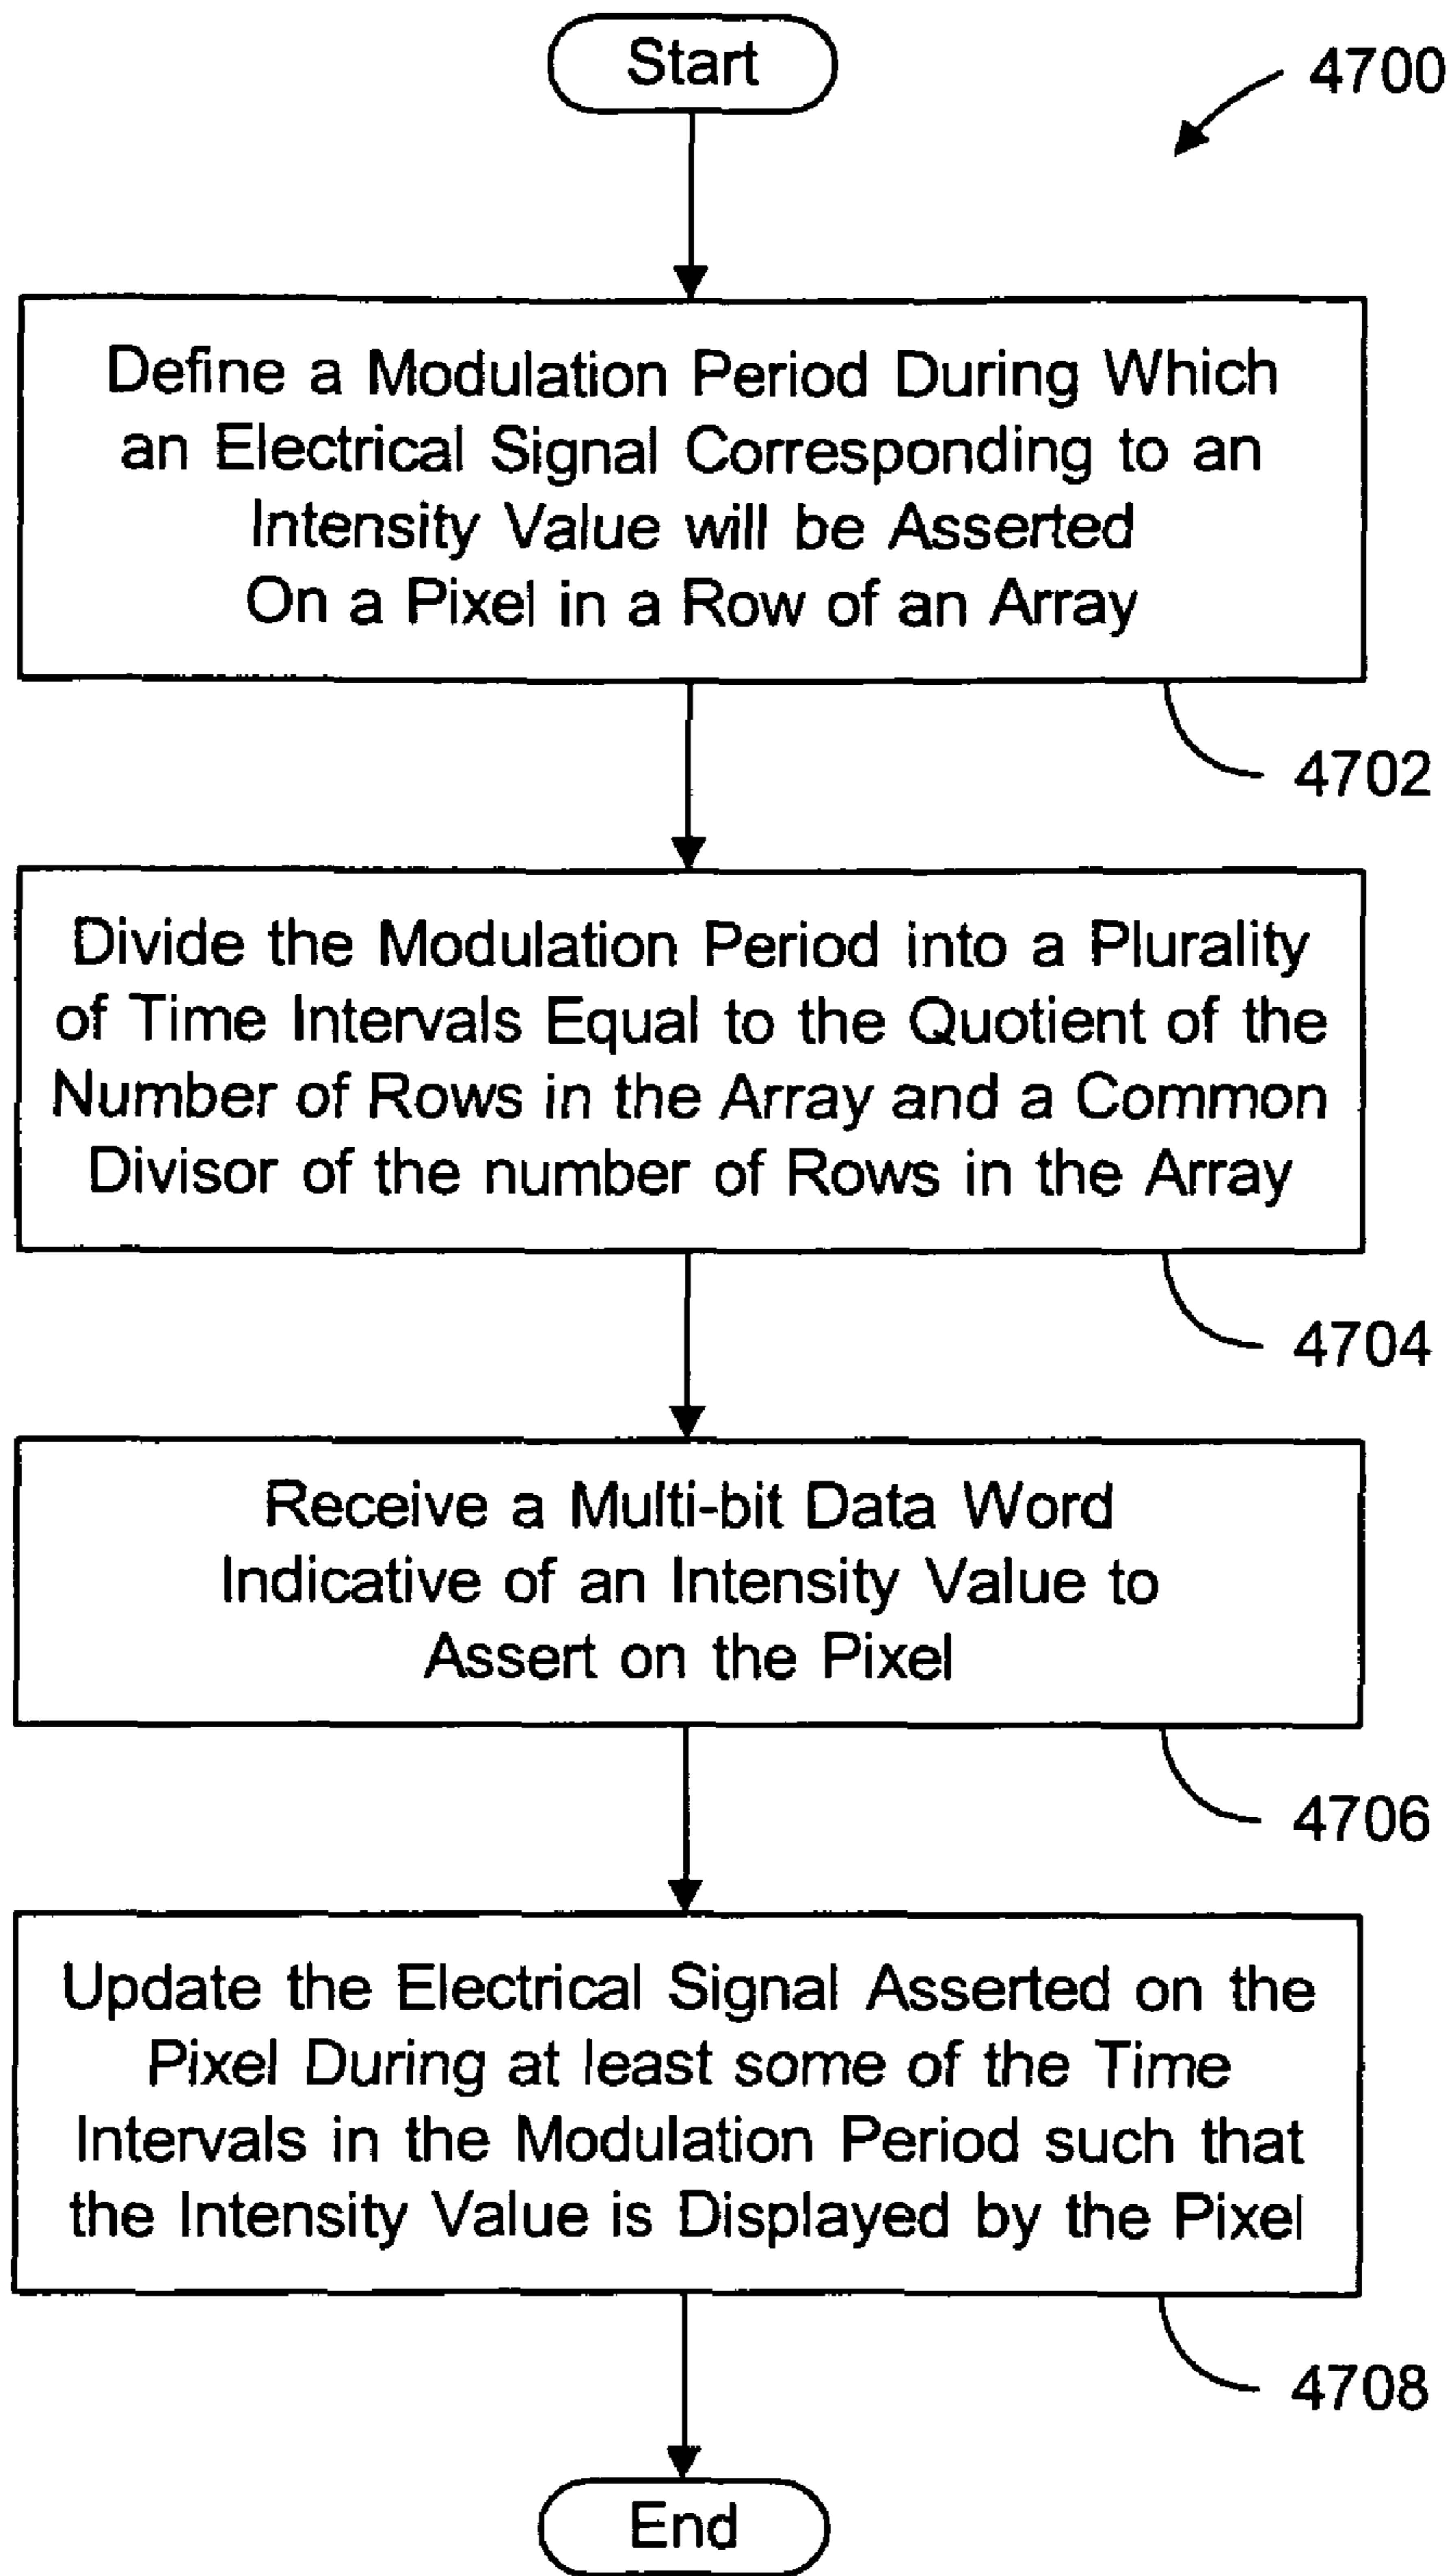 Start
4700
Define a Modulation Period During Which
an Electrical Signal Corresponding to an
Intensity Value will be Asserted
On a Pixel in a Row of an Array
4702
Divide the Modulation Period into a Plurality
of Time Intervals Equal to the Quotient of the
Number of Rows in the Array and a Common
Divisor of the number of Rows in the Array
4704
Receive a Multi-bit Data Word
Indicative of an Intensity Value to
Assert on the Pixel
4706
Update the Electrical Signal Asserted on the
Pixel During at least some of the Time
Intervals in the Modulation Period such that
the Intensity Value is Displayed by the Pixel
4708
End